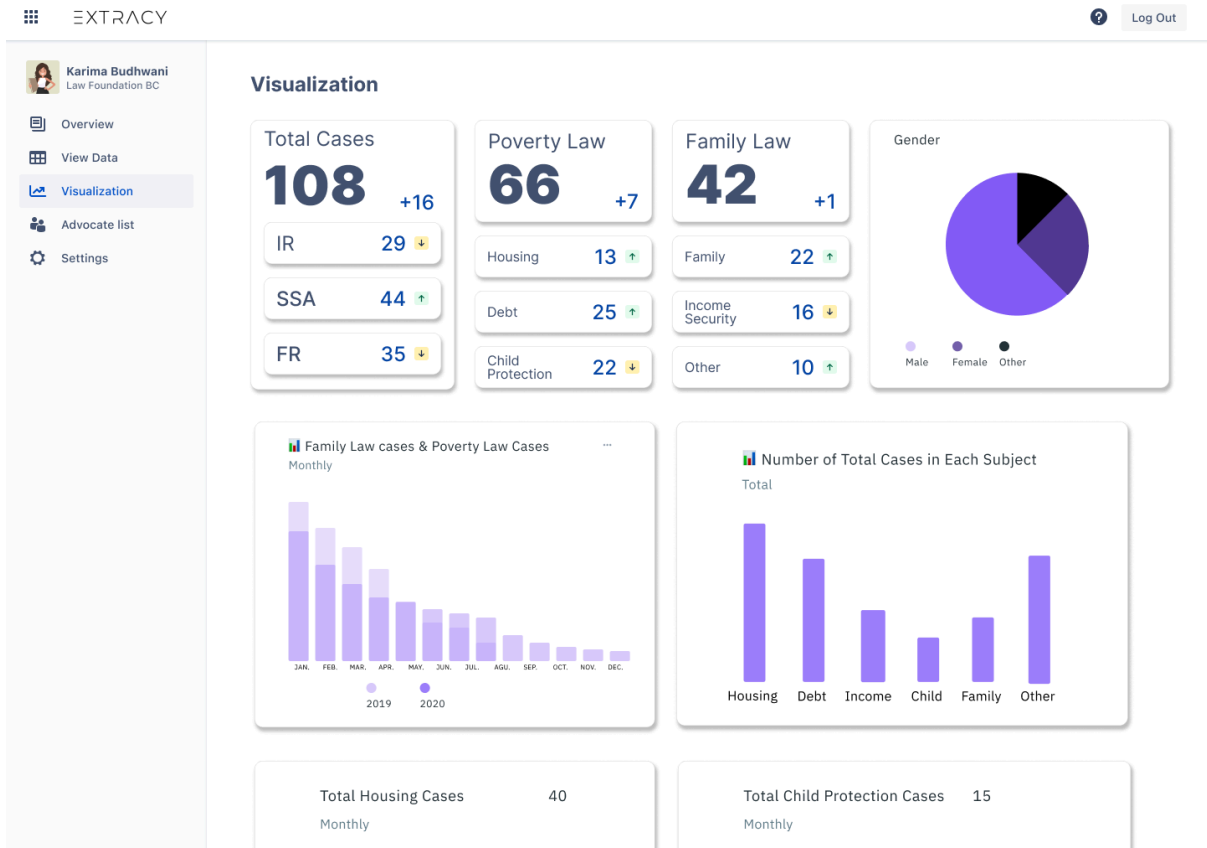 EXTRACY
Log Out
Karima Budhwani
Law Foundation BC
Overview
View Data
Visualization
Advocate list
Settings
Visualization
Total Cases
108
+16
IR 29
SSA 44
FR 35
Poverty Law
66
+7
Housing 13
Debt 25
Child
Protection 22
Family Law
42
+1
Family 22
Income
Security 16
Other 10
Gender
Male Female Other
Family Law cases & Poverty Law Cases
Monthly
JAN. FEB. MAR. APR. MAY. JUN. JUL. AGU. SEP. OCT. NOV. DEC.
2019 2020
Number of Total Cases in Each Subject
Total
Housing Debt Income Child Family Other
Total Housing Cases 40
Monthly
Total Child Protection Cases 15
Monthly